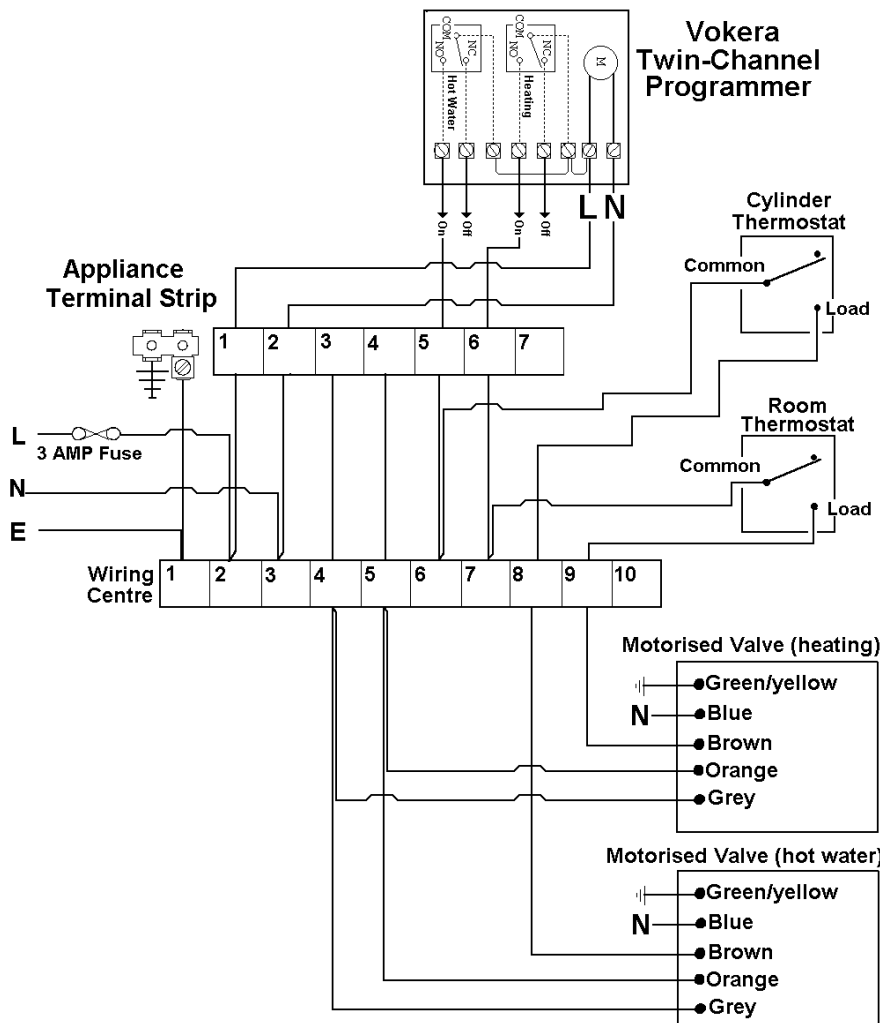 Vokera
Twin-Channel
Programmer
COM
NO
NC
Hot Water
COM
NO
NC
Heating
M
On
Off
On
Off
L N
Cylinder
Thermostat
Common
Load
Appliance
Terminal Strip
1 2 3 4 5 6 7
L
3 AMP Fuse
N
E
Room
Thermostat
Common
Load
Wiring
Centre
1 2 3 4 5 6 7 8 9 10
Motorised Valve (heating)
Green/yellow
N
Blue
Brown
Orange
Grey
Motorised Valve (hot water)
Green/yellow
N
Blue
Brown
Orange
Grey